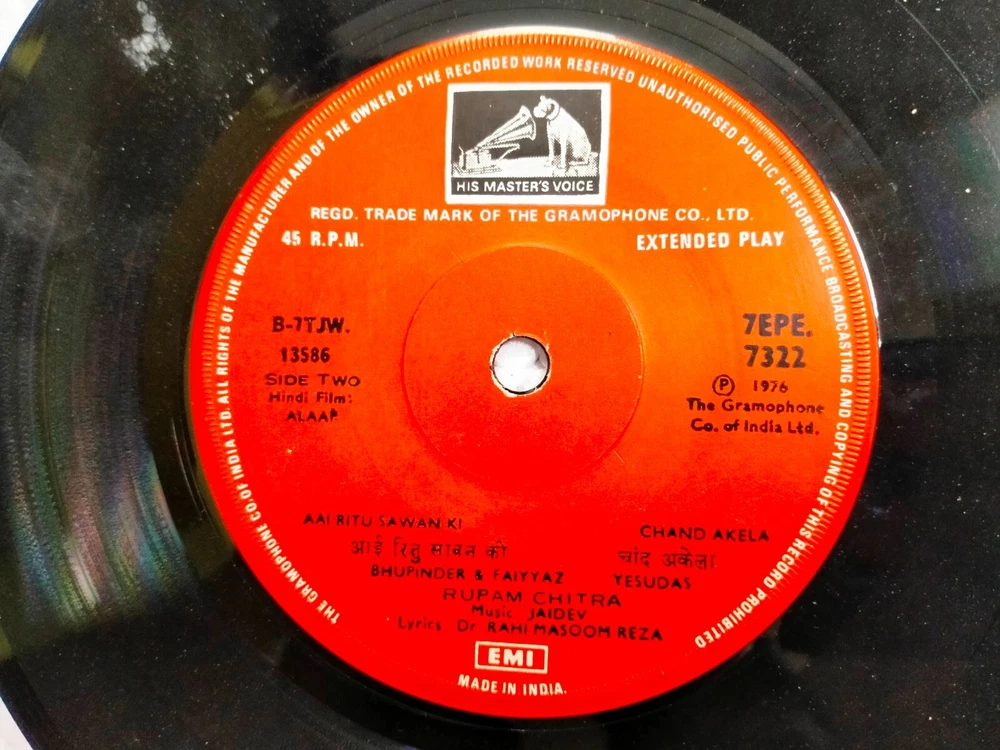 THE GRAMOPHONE CO. OF INDIA LTD. ALL RIGHTS OF THE MANUFACTURER AND OF THE OWNER OF THE RECORDED WORK RESERVED UNAUTHORISED PUBLIC PERFORMANCE BROADCASTING AND COPYING OF THIS RECORD PROHIBITED
HIS MASTER'S VOICE
REGD. TRADE MARK OF THE GRAMOPHONE CO., LTD.
45 R.P.M. EXTENDED PLAY
B-7TJW. 7EPE.
13586 7322
SIDE TWO Ⓟ 1976
Hindi Film: The Gramophone
ALAAP Co. of India Ltd.
AAI RITU SAWAN KI CHAND AKELA
आई रितु सावन की चांद अकेला
BHUPINDER & FAIYYAZ YESUDAS
RUPAM CHITRA
Music JAIDEV
Lyrics Dr RAHI MASOOM REZA
EMI
MADE IN INDIA.